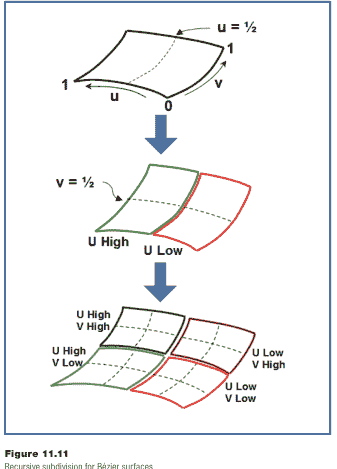 u = ½
1
1
u
v
0
v = ½
U High
U Low
U High
V High
U High
V Low
U Low
V High
U Low
V Low
Figure 11.11
Recursive subdivision for Bézier surfaces